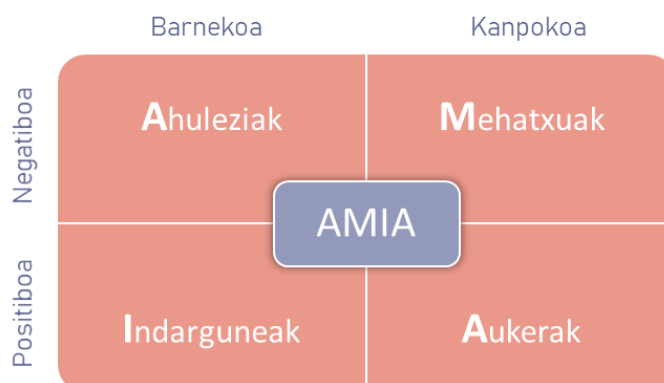 Barnekoa
Kanpokoa
Negatiboa
Ahuleziak
Mehatxuak
AMIA
Positiboa
Indarguneak
Aukerak